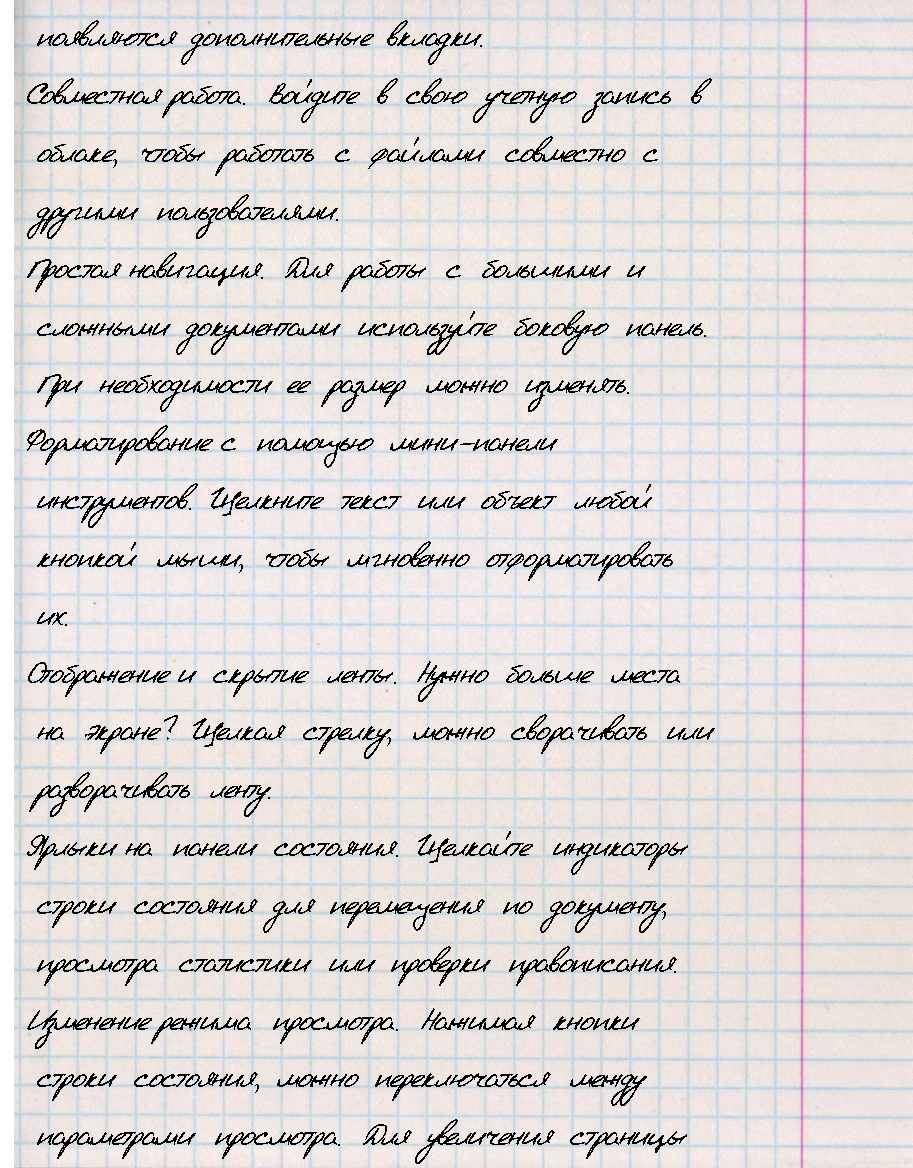 появляются дополнительные вкладки.
Совместная работа. Войдите в свою учетную запись в
облаке, чтобы работать с файлами совместно с
другими пользователями.
Простая навигация. Для работы с большими и
сложными документами используйте боковую панель.
При необходимости ее размер можно изменять.
Форматирование с помощью мини-панели
инструментов. Щелкните текст или объект любой
кнопкой мыши, чтобы мгновенно отформатировать
их.
Отображение и скрытие ленты. Нужно больше места
на экране? Щелкая стрелку, можно сворачивать или
разворачивать ленту.
Ярлыки на панели состояния. Щелкайте индикаторы
строки состояния для перемещения по документу,
просмотра статистики или проверки правописания.
Изменение режима просмотра. Нажимая кнопки
строки состояния, можно переключаться между
параметрами просмотра. Для увеличения страницы